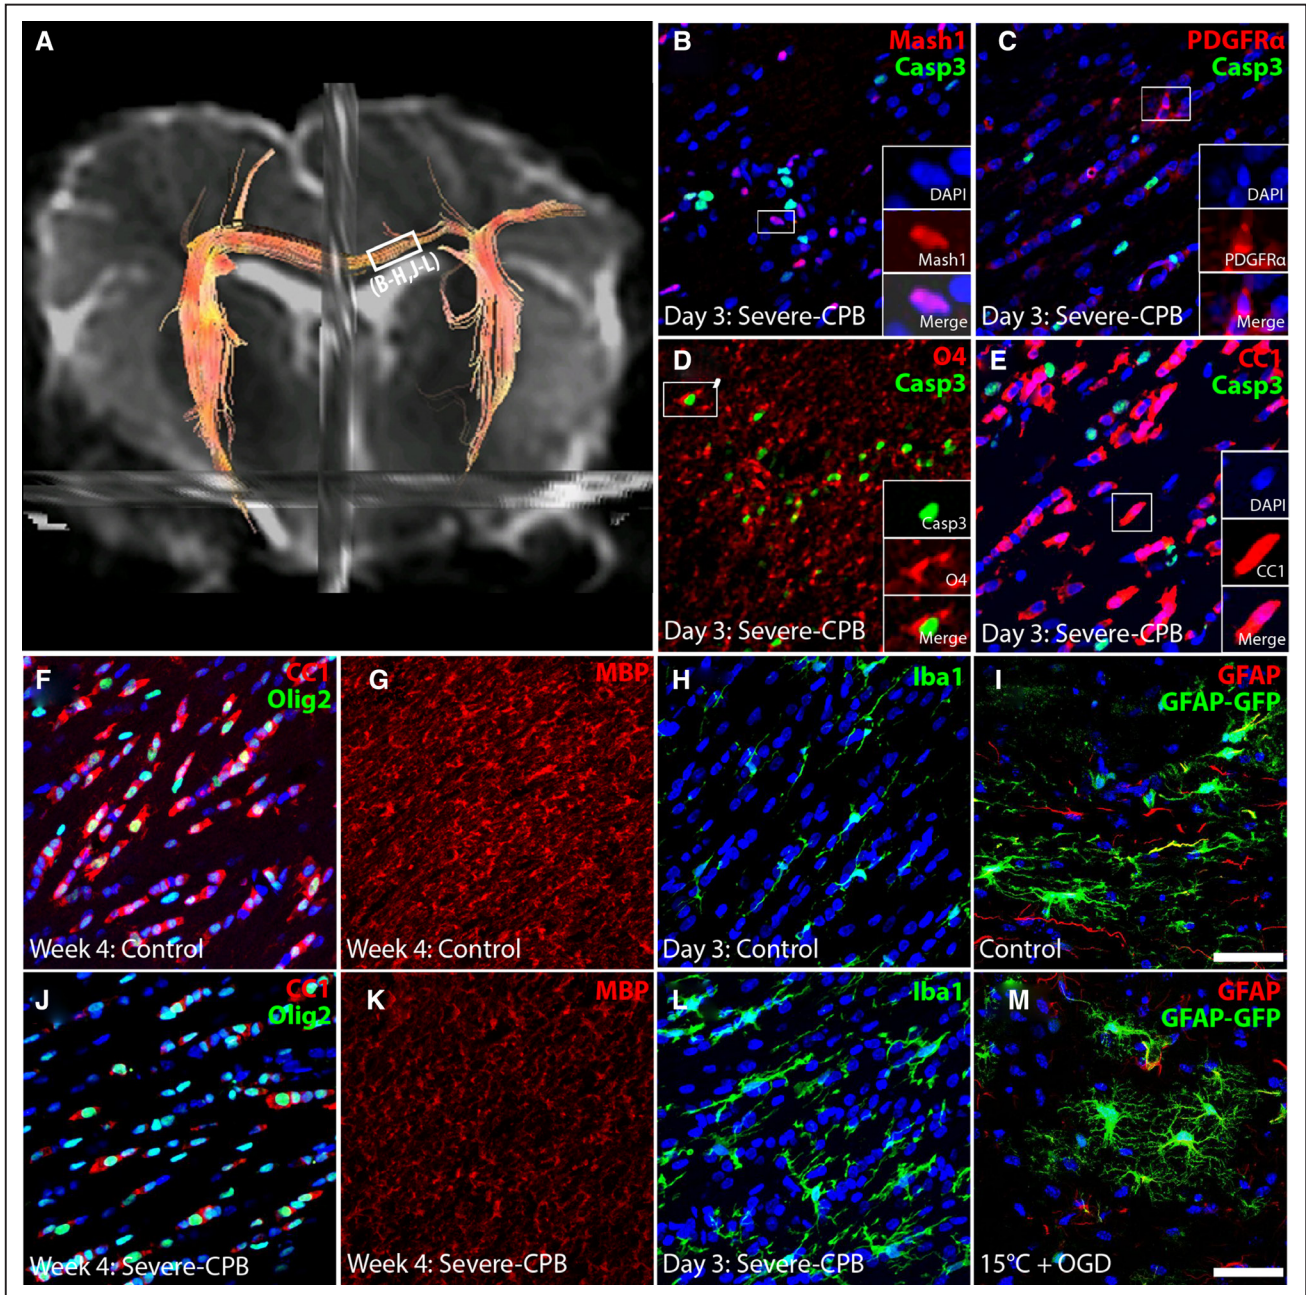 A
(B-H,J-L)
B
Mash1
Casp3
DAPI
Mash1
Merge
Day 3: Severe-CPB
C
PDGFRα
Casp3
DAPI
PDGFRα
Merge
Day 3: Severe-CPB
D
O4
Casp3
Casp3
O4
Merge
Day 3: Severe-CPB
E
CC1
Casp3
DAPI
CC1
Merge
Day 3: Severe-CPB
F
CC1
Olig2
Week 4: Control
G
MBP
Week 4: Control
H
Iba1
Day 3: Control
I
GFAP
GFAP-GFP
Control
J
CC1
Olig2
Week 4: Severe-CPB
K
MBP
Week 4: Severe-CPB
L
Iba1
Day 3: Severe-CPB
M
GFAP
GFAP-GFP
15°C + OGD